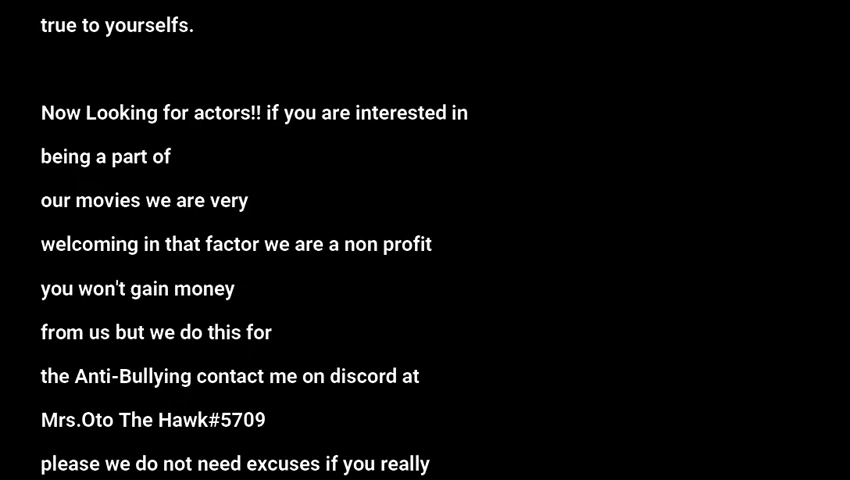 true to yourselfs.
Now Looking for actors!! if you are interested in
being a part of
our movies we are very
welcoming in that factor we are a non profit
you won't gain money
from us but we do this for
the Anti-Bullying contact me on discord at
Mrs.Oto The Hawk#5709
please we do not need excuses if you really